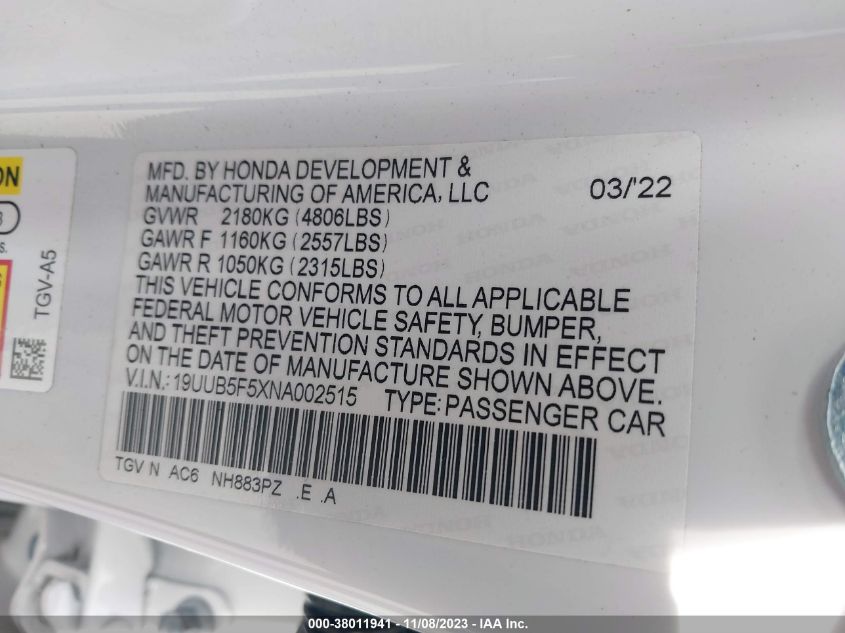 MFD. BY HONDA DEVELOPMENT &
MANUFACTURING OF AMERICA, LLC 03/'22
GVWR 2180KG (4806LBS)
GAWR F 1160KG (2557LBS)
GAWR R 1050KG (2315LBS)
THIS VEHICLE CONFORMS TO ALL APPLICABLE
FEDERAL MOTOR VEHICLE SAFETY, BUMPER,
AND THEFT PREVENTION STANDARDS IN EFFECT
ON THE DATE OF MANUFACTURE SHOWN ABOVE.
V.I.N.: 19UUB5F5XNA002515 TYPE: PASSENGER CAR
TGV N AC6 NH883PZ .E .A
TGV-A5
ON
s.
000-38011941 - 11/08/2023 - IAA Inc.